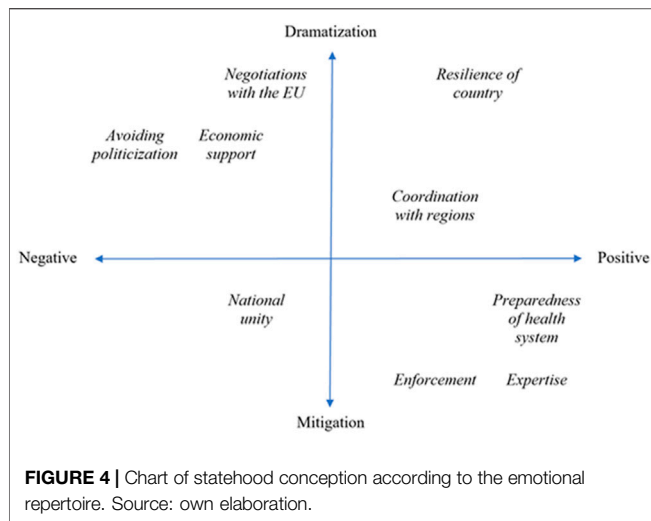 Dramatization
Negotiations
with the EU
Resilience of
country
Avoiding
politicization
Economic
support
Coordination
with regions
Negative
Positive
National
unity
Preparedness
of health
system
Enforcement
Expertise
Mitigation
FIGURE 4 | Chart of statehood conception according to the emotional
repertoire. Source: own elaboration.